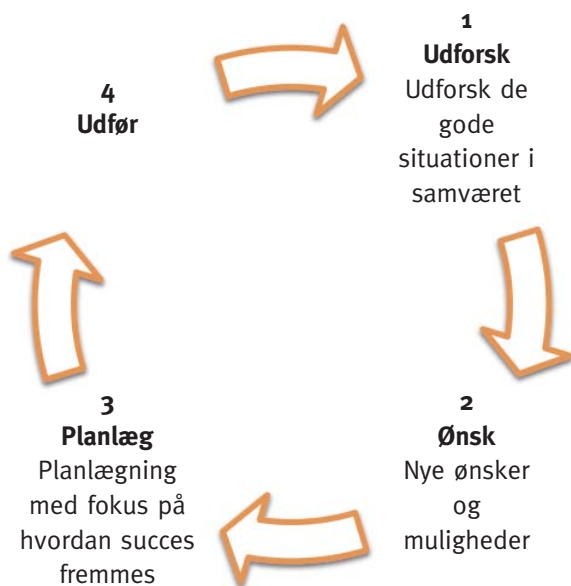 1
Udforsk
Udforsk de
gode
situationer i
samværet
2
Ønsk
Nye ønsker
og
muligheder
3
Planlæg
Planlægning
med fokus på
hvordan succes
fremmes
4
Udfør